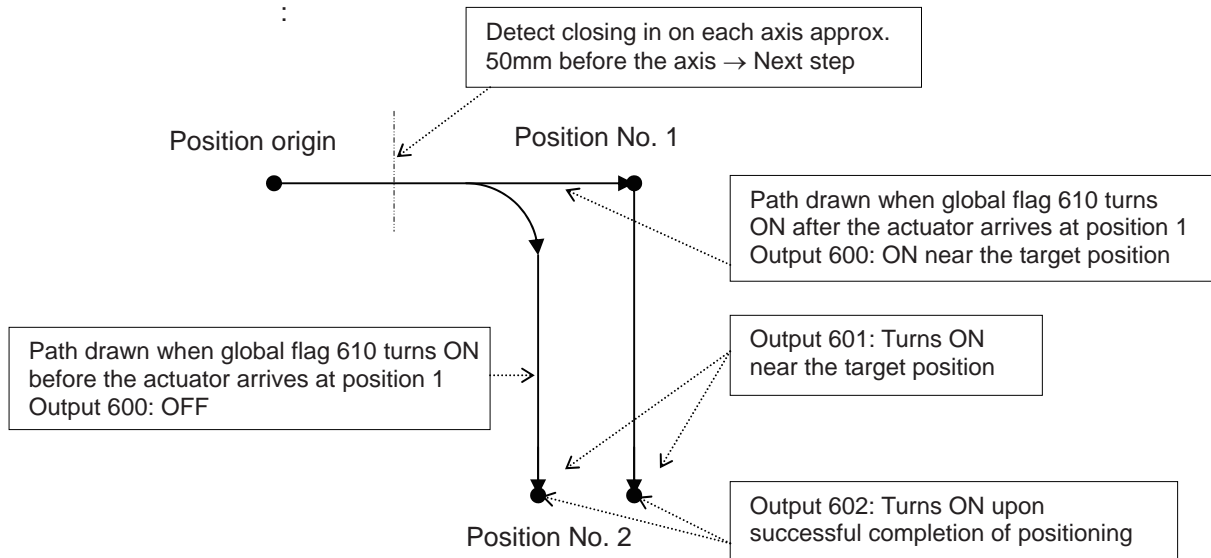 :
Detect closing in on each axis approx.
50mm before the axis → Next step
Position origin
Position No. 1
Path drawn when global flag 610 turns
ON after the actuator arrives at position 1
Output 600: ON near the target position
Path drawn when global flag 610 turns ON
before the actuator arrives at position 1
Output 600: OFF
Output 601: Turns ON
near the target position
Position No. 2
Output 602: Turns ON upon
successful completion of positioning